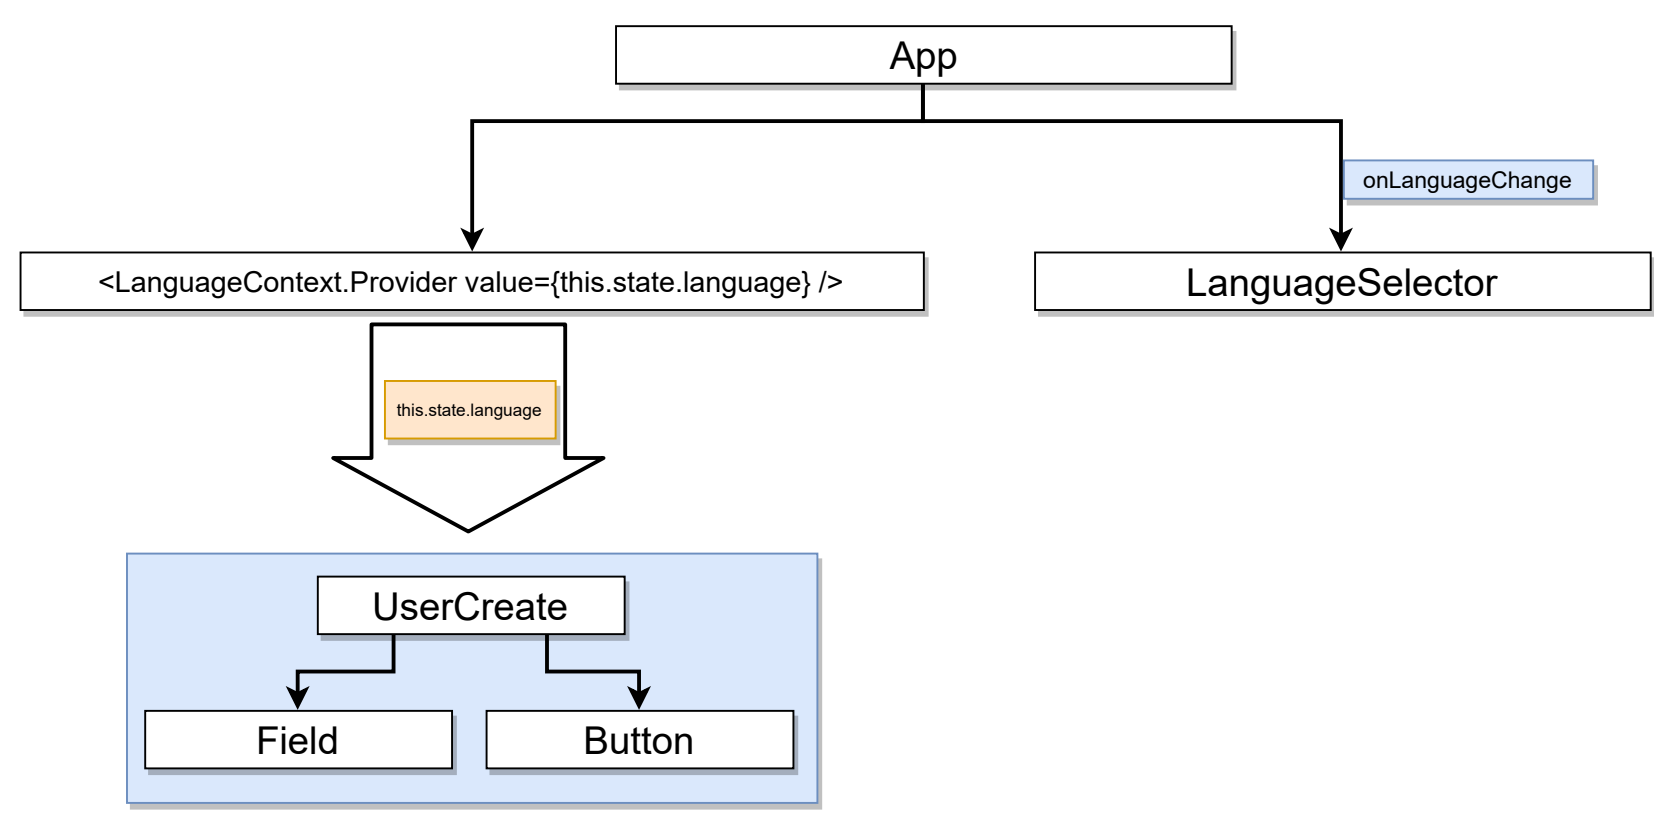 App
onLanguageChange
<LanguageContext.Provider value={this.state.language} />
LanguageSelector
this.state.language
UserCreate
Field
Button